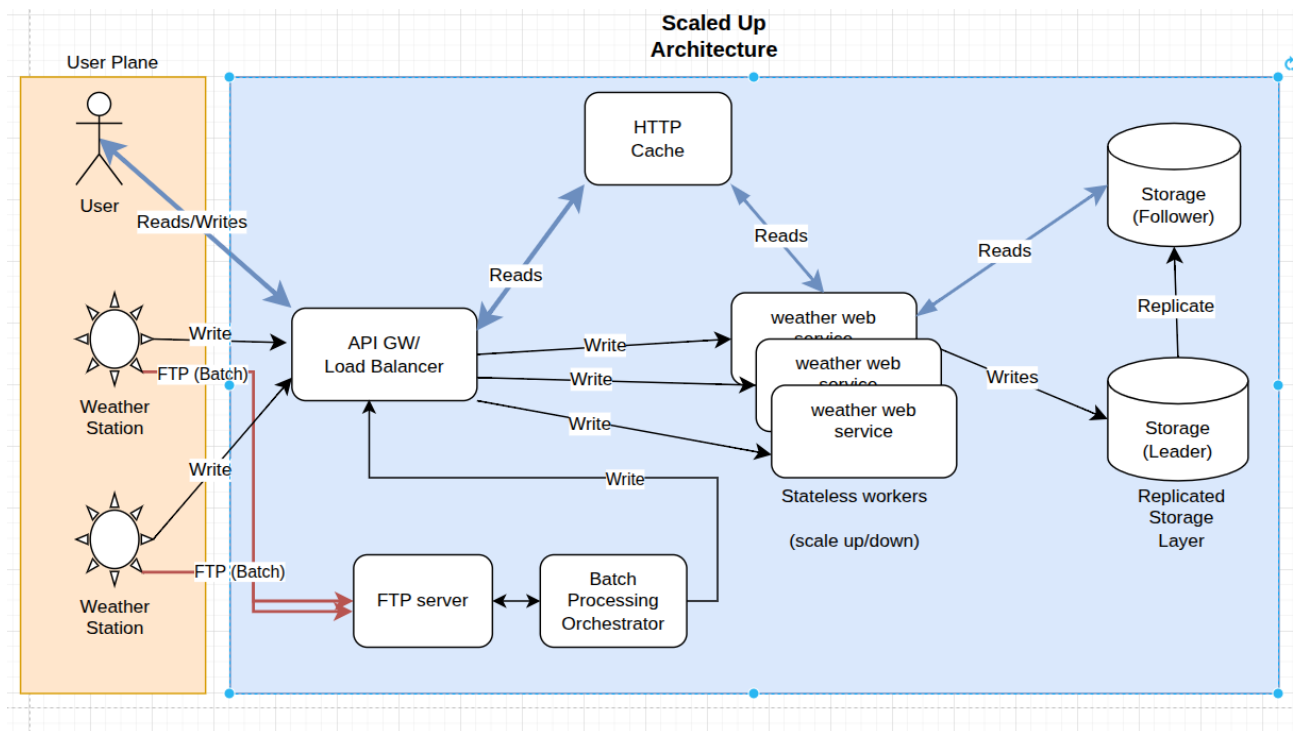 Scaled Up
Architecture
User Plane
User
Reads/Writes
HTTP
Cache
Reads
Reads
Reads
Storage
(Follower)
Replicate
Write
API GW/
Load Balancer
FTP (Batch)
Weather
Station
Write
Write
Write
Write
weather web
service
weather web
service
weather web
service
Writes
Storage
(Leader)
Stateless workers
(scale up/down)
Replicated
Storage
Layer
Write
FTP (Batch)
Weather
Station
FTP server
Batch
Processing
Orchestrator